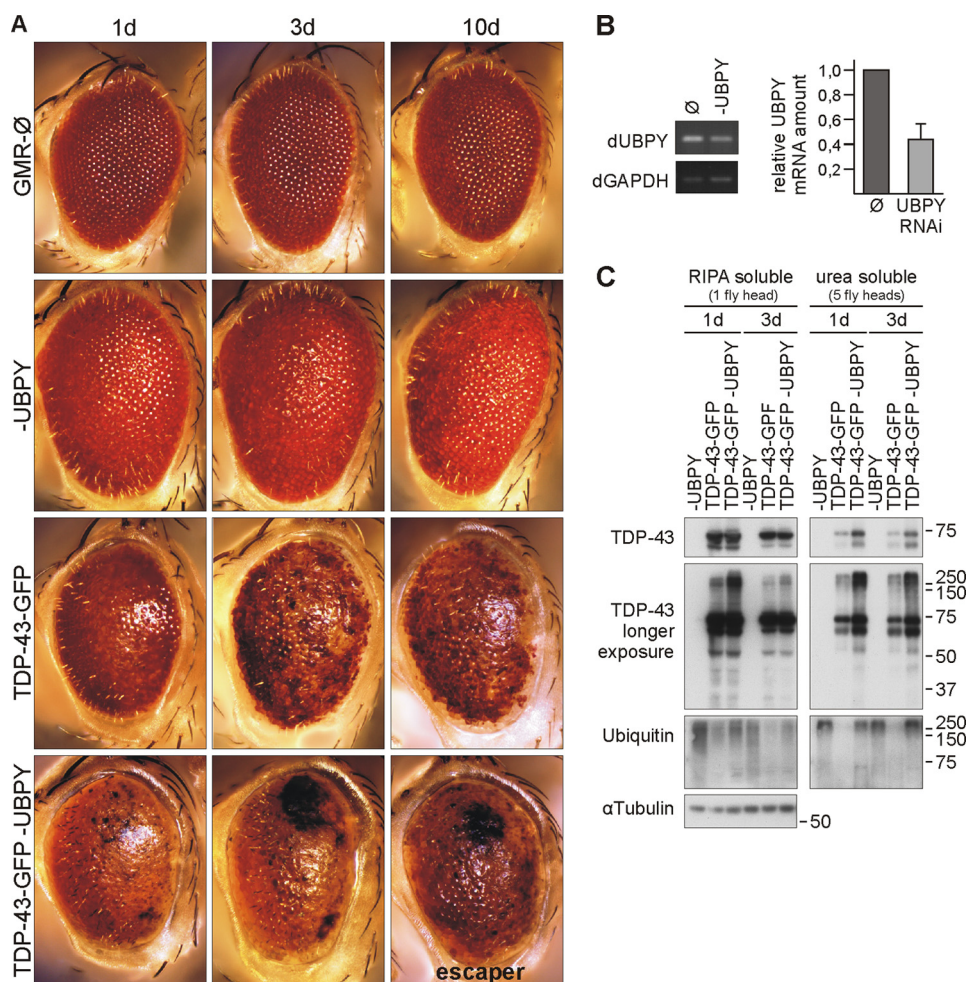 A
1d 3d 10d
GMR-Ø
-UBPY
TDP-43-GFP
TDP-43-GFP -UBPY
escaper
B
Ø -UBPY
dUBPY
dGAPDH
relative UBPY
mRNA amount
1,0
0,8
0,6
0,4
0,2
Ø UBPY
RNAi
C
RIPA soluble urea soluble
(1 fly head) (5 fly heads)
1d 3d 1d 3d
-UBPY
TDP-43-GFP
TDP-43-GFP -UBPY
-UBPY
TDP-43-GPF
TDP-43-GFP -UBPY
-UBPY
TDP-43-GFP
TDP-43-GFP -UBPY
-UBPY
TDP-43-GFP
TDP-43-GFP -UBPY
TDP-43
-75
TDP-43
longer
exposure
-250
-150
-75
-50
-37
Ubiquitin
-250
-150
-75
αTubulin
-50